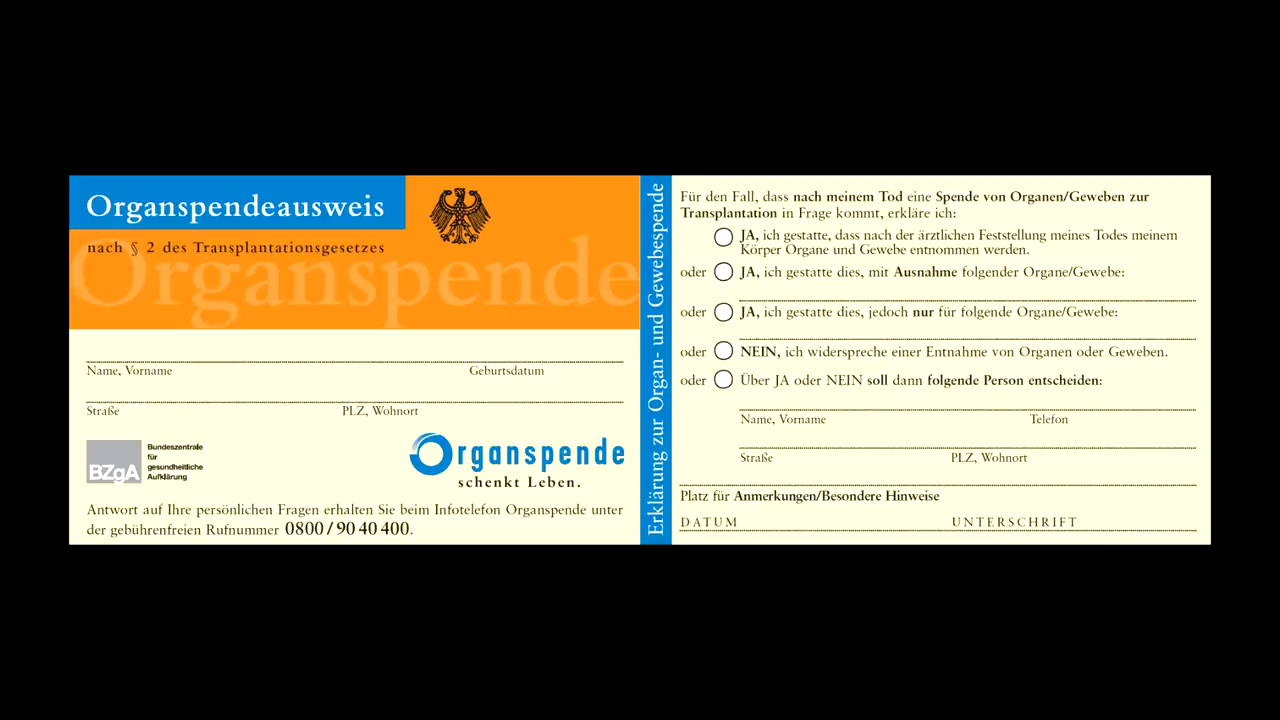 Organspendeausweis
nach § 2 des Transplantationsgesetzes
Organspende
Name, Vorname Geburtsdatum
Straße PLZ, Wohnort
BZgA
Bundeszentrale
für
gesundheitliche
Aufklärung
Organspende
schenkt Leben.
Antwort auf Ihre persönlichen Fragen erhalten Sie beim Infotelefon Organspende unter
der gebührenfreien Rufnummer 0800 / 90 40 400.
Erklärung zur Organ- und Gewebespende
Für den Fall, dass nach meinem Tod eine Spende von Organen/Geweben zur
Transplantation in Frage kommt, erkläre ich:
JA, ich gestatte, dass nach der ärztlichen Feststellung meines Todes meinem
Körper Organe und Gewebe entnommen werden.
oder JA, ich gestatte dies, mit Ausnahme folgender Organe/Gewebe:
oder JA, ich gestatte dies, jedoch nur für folgende Organe/Gewebe:
oder NEIN, ich widerspreche einer Entnahme von Organen oder Geweben.
oder Über JA oder NEIN soll dann folgende Person entscheiden:
Name, Vorname Telefon
Straße PLZ, Wohnort
Platz für Anmerkungen/Besondere Hinweise
DATUM UNTERSCHRIFT